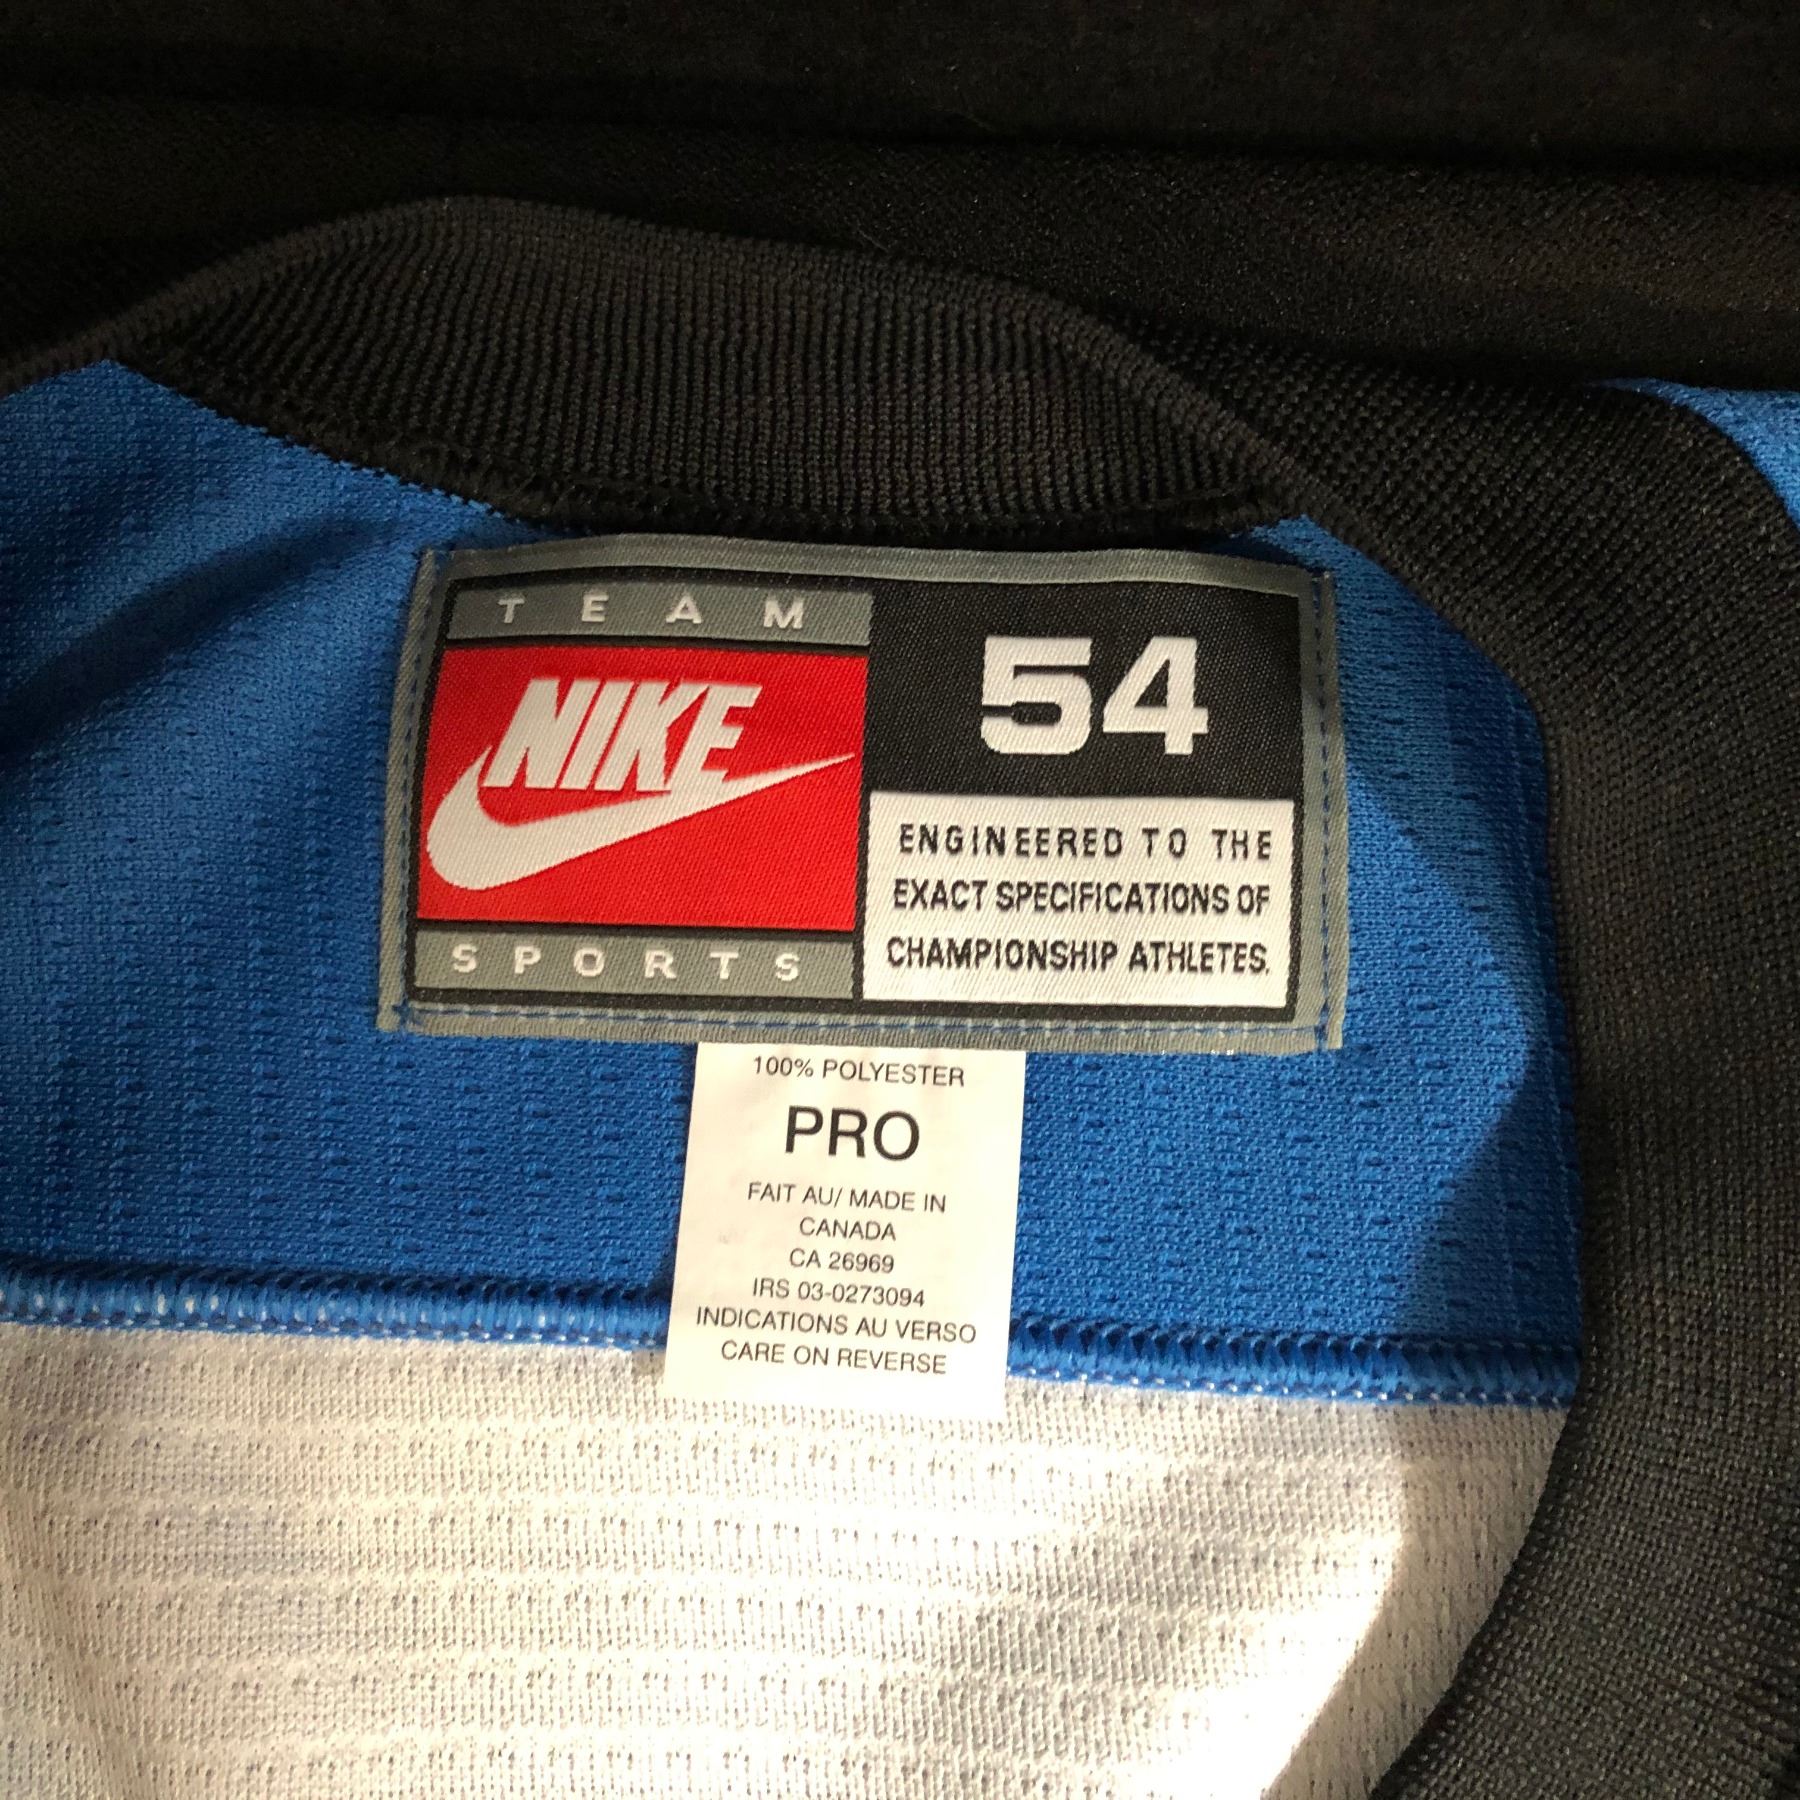 TEAM
NIKE
SPORTS
54
ENGINEERED TO THE
EXACT SPECIFICATIONS OF
CHAMPIONSHIP ATHLETES.
100% POLYESTER
PRO
FAIT AU/ MADE IN
CANADA
CA 26969
IRS 03-0273094
INDICATIONS AU VERSO
CARE ON REVERSE